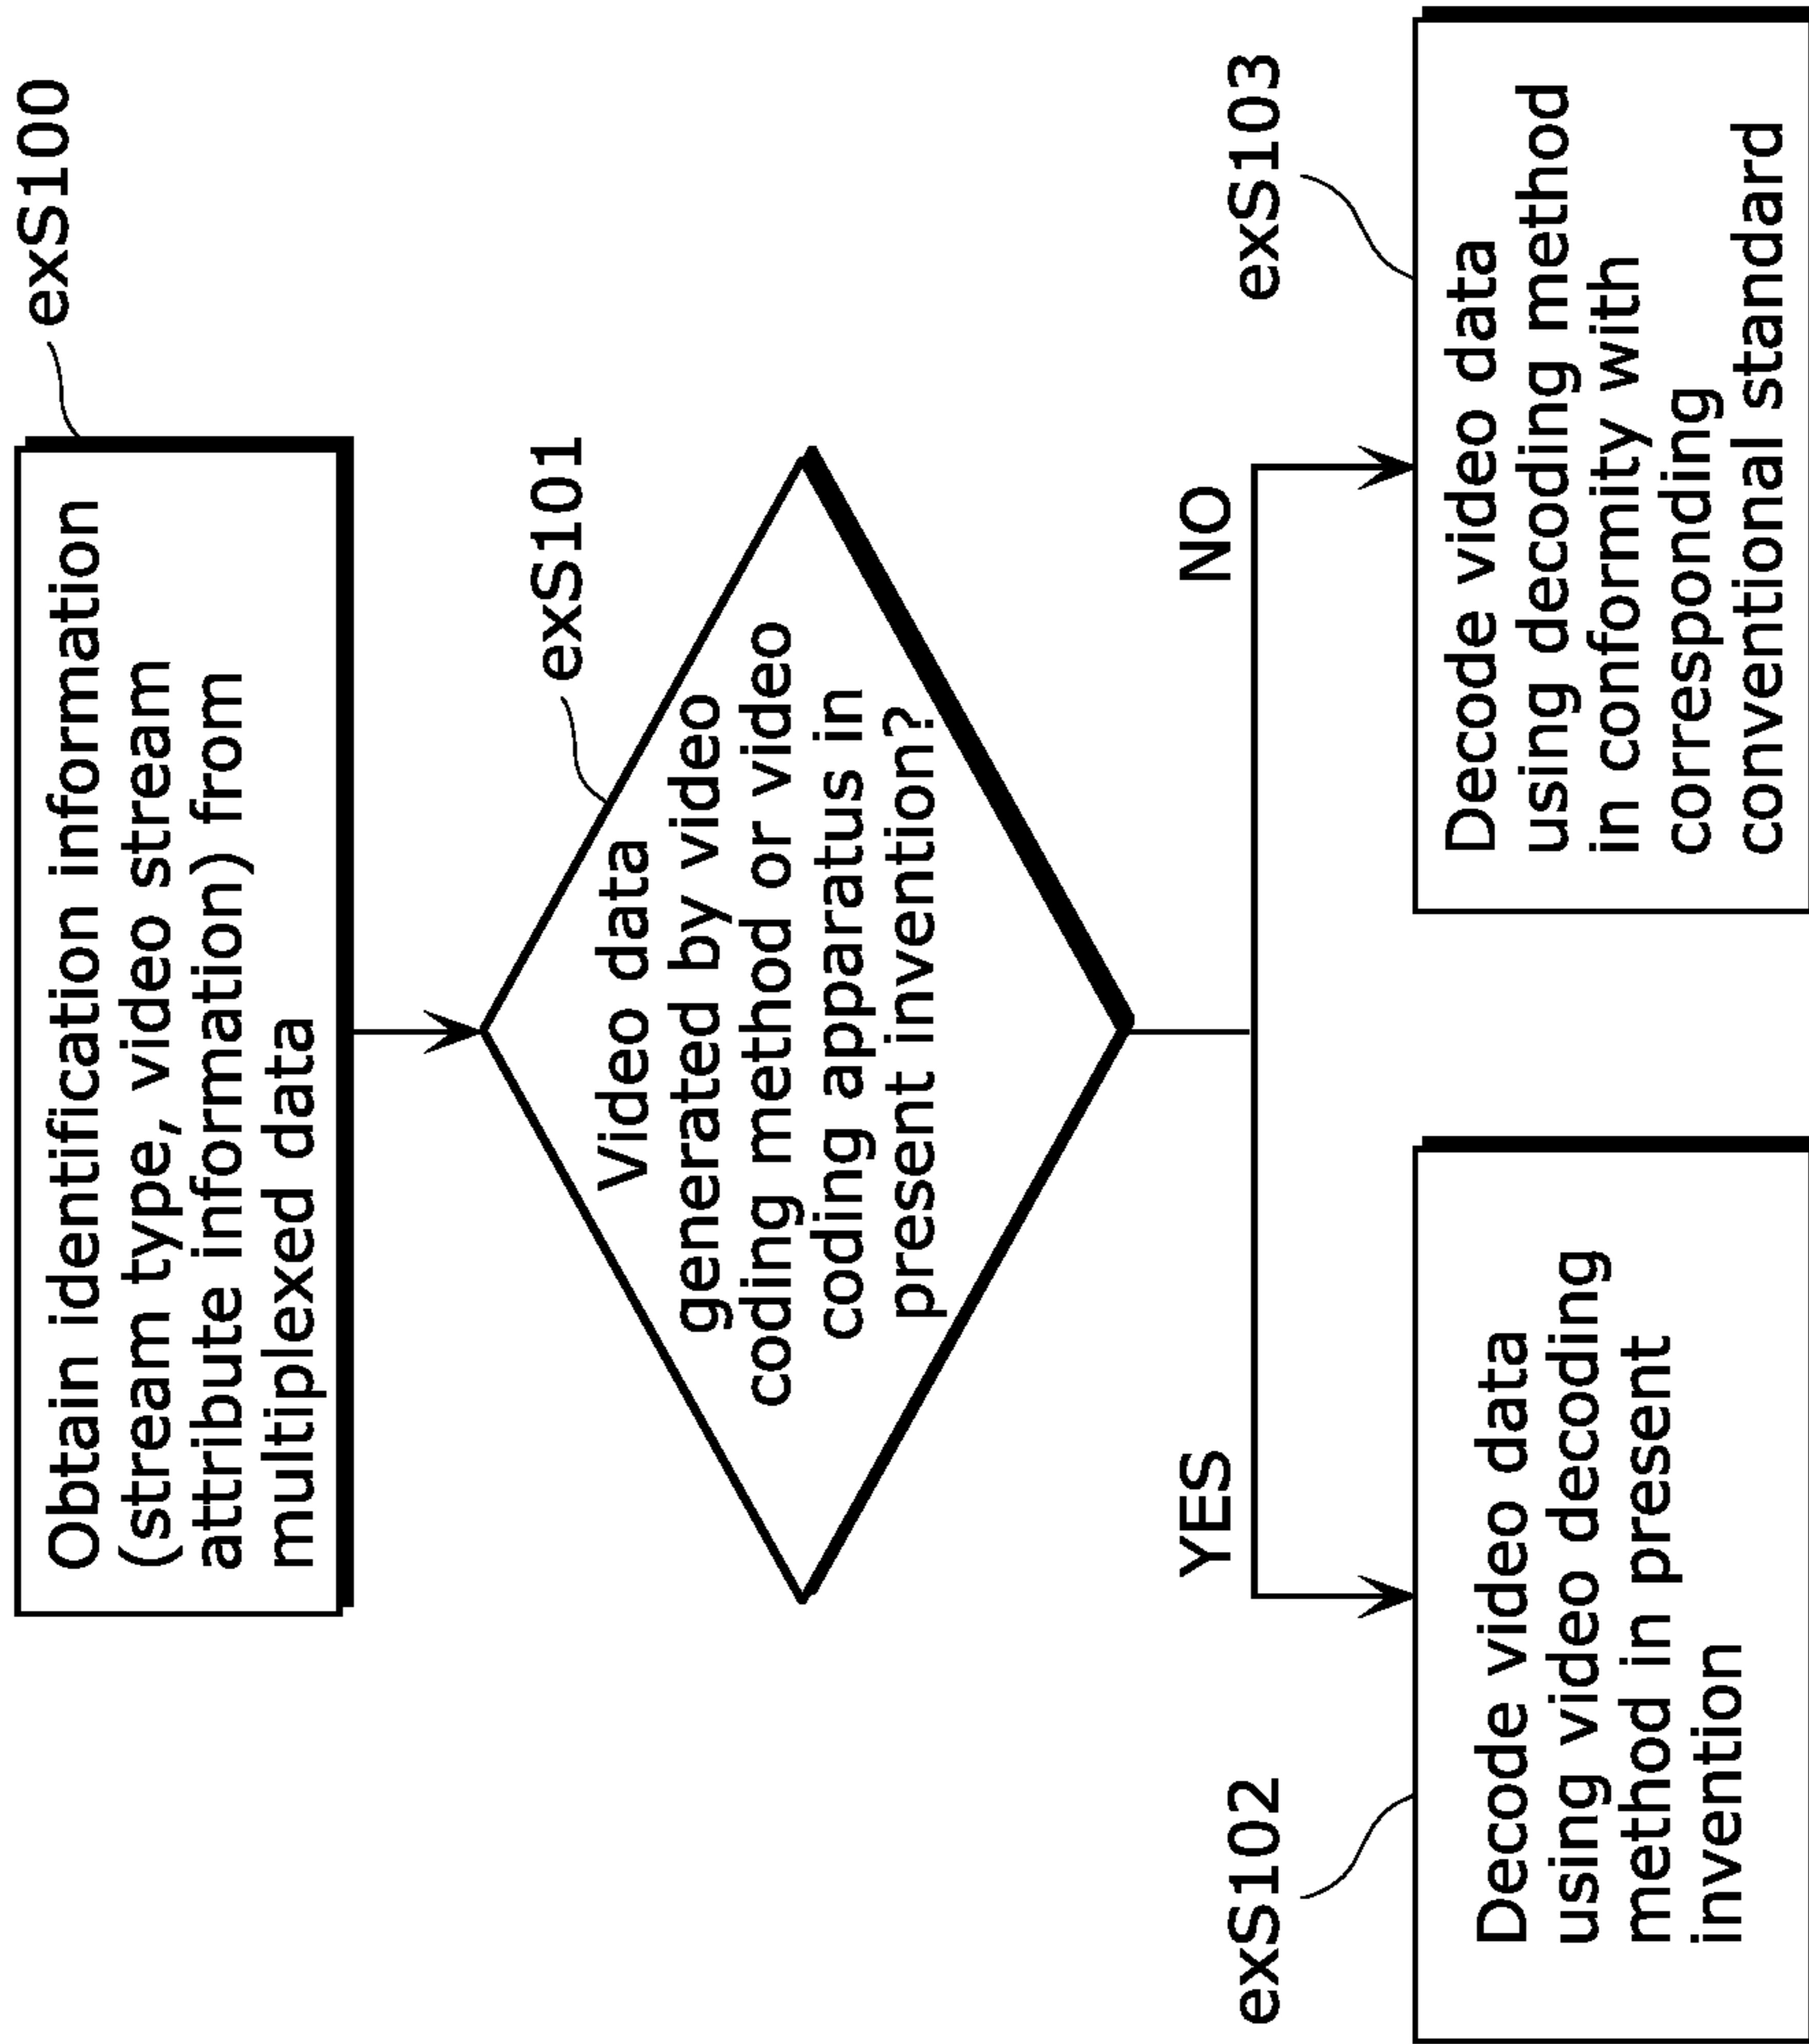 exS100
Obtain identification information
(stream type, video stream
attribute information) from
multiplexed data
exS101
Video data
generated by video
coding method or video
coding apparatus in
present invention?
YES
NO
exS102
Decode video data
using video decoding
method in present
invention
exS103
Decode video data
using decoding method
in conformity with
corresponding
conventional standard